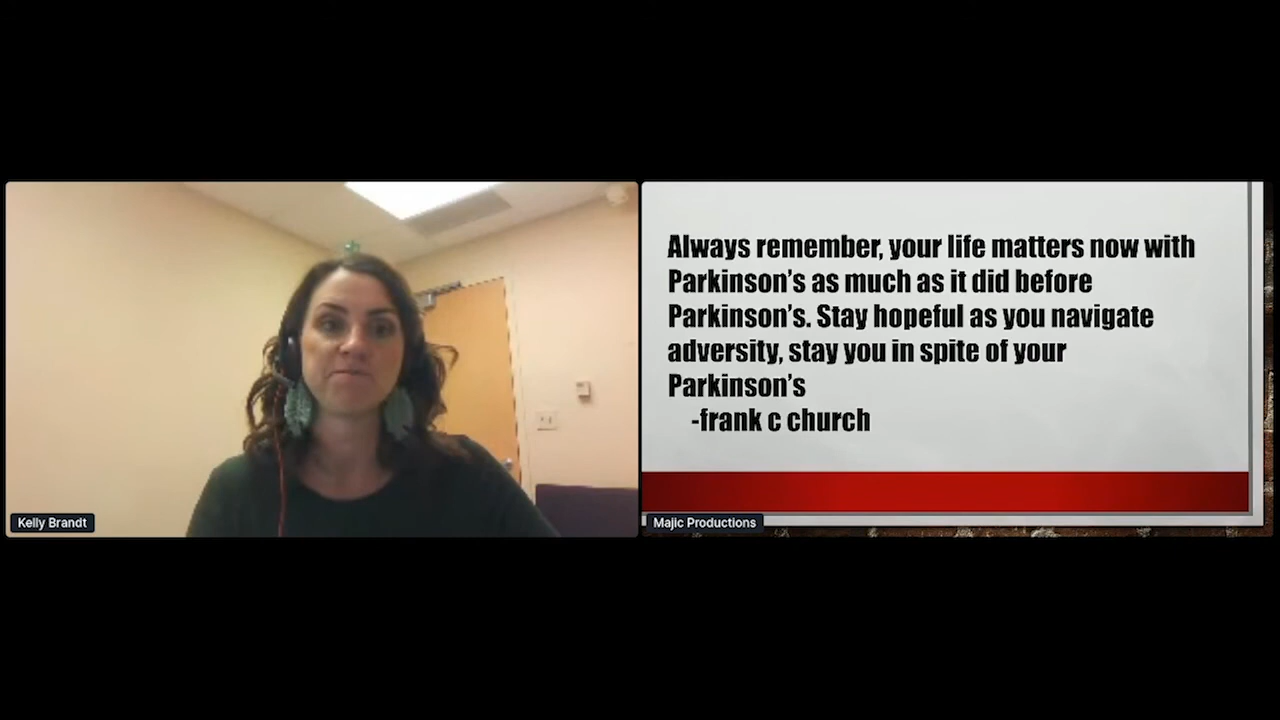 Always remember, your life matters now with
Parkinson's as much as it did before
Parkinson's. Stay hopeful as you navigate
adversity, stay you in spite of your
Parkinson's
-frank c church
Kelly Brandt
Majic Productions